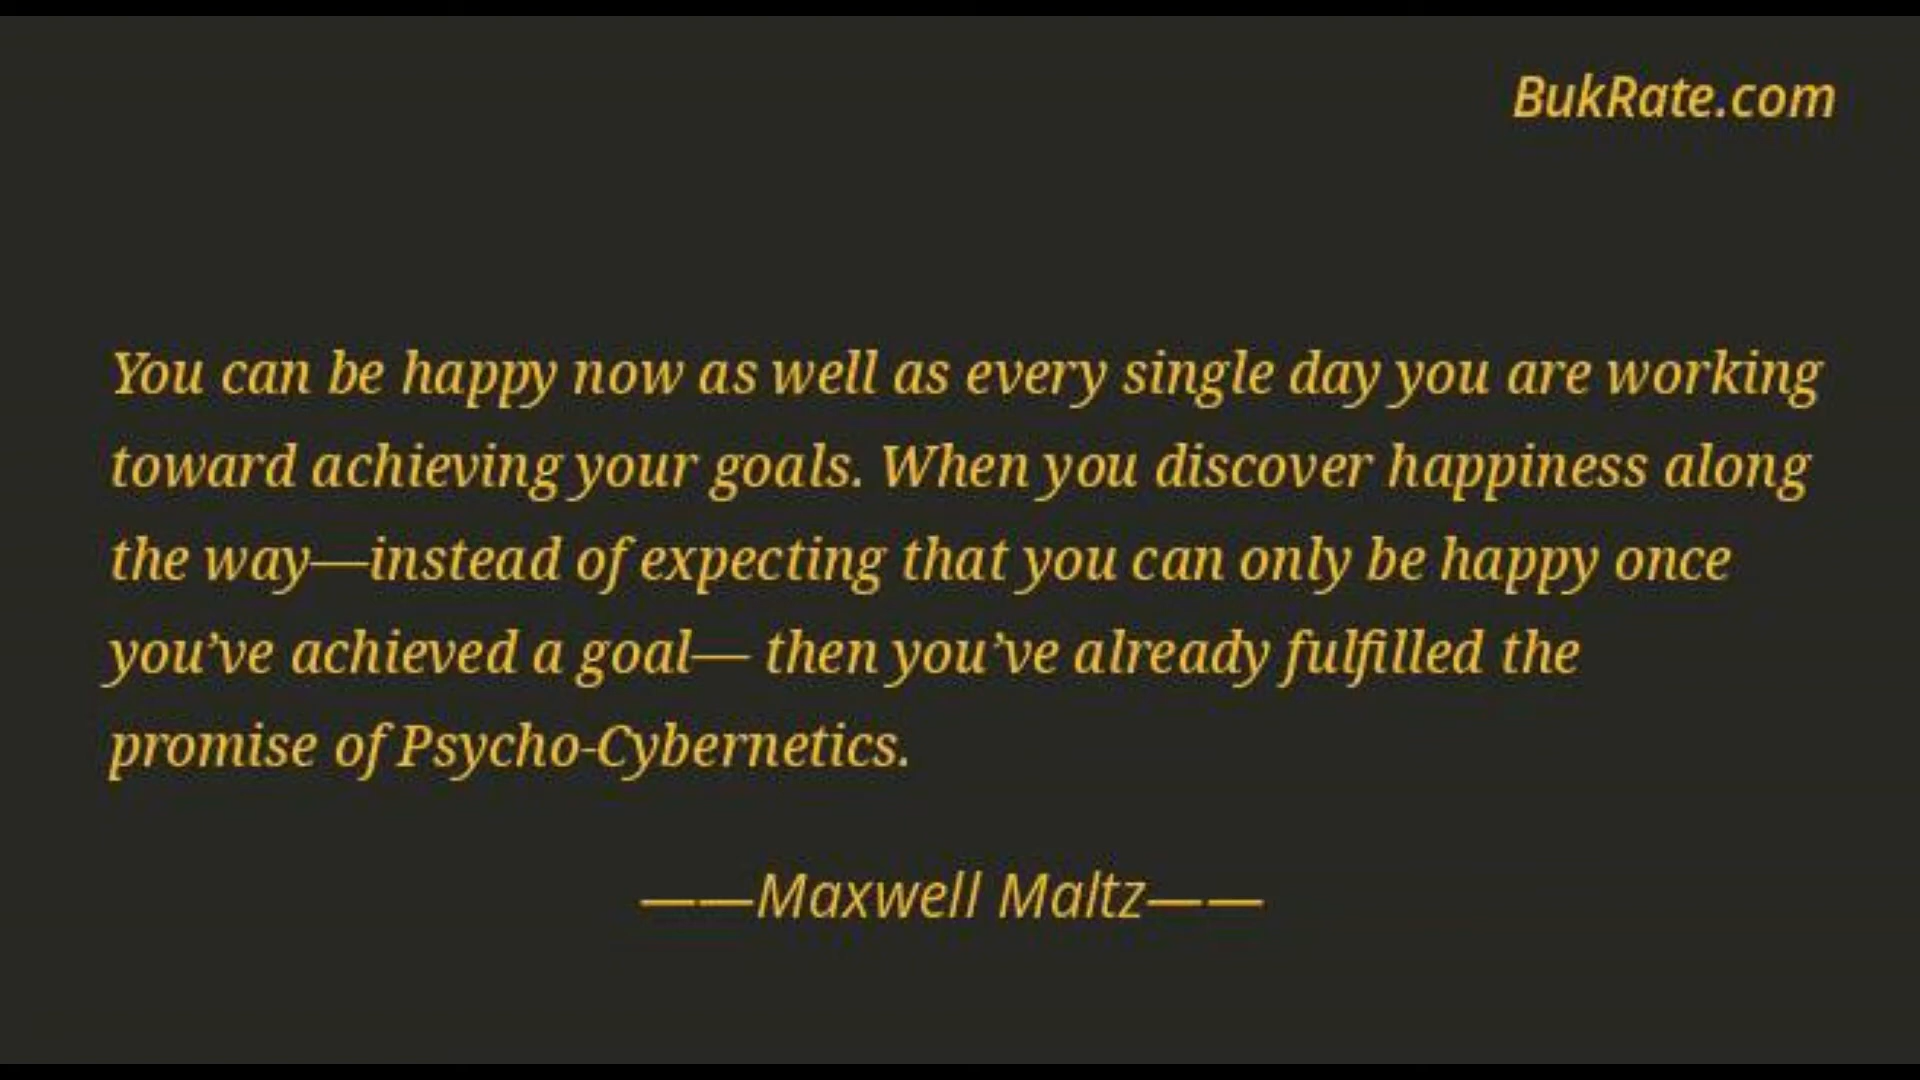 BukRate.com
You can be happy now as well as every single day you are working
toward achieving your goals. When you discover happiness along
the way—instead of expecting that you can only be happy once
you’ve achieved a goal— then you’ve already fulfilled the
promise of Psycho-Cybernetics.
——Maxwell Maltz——